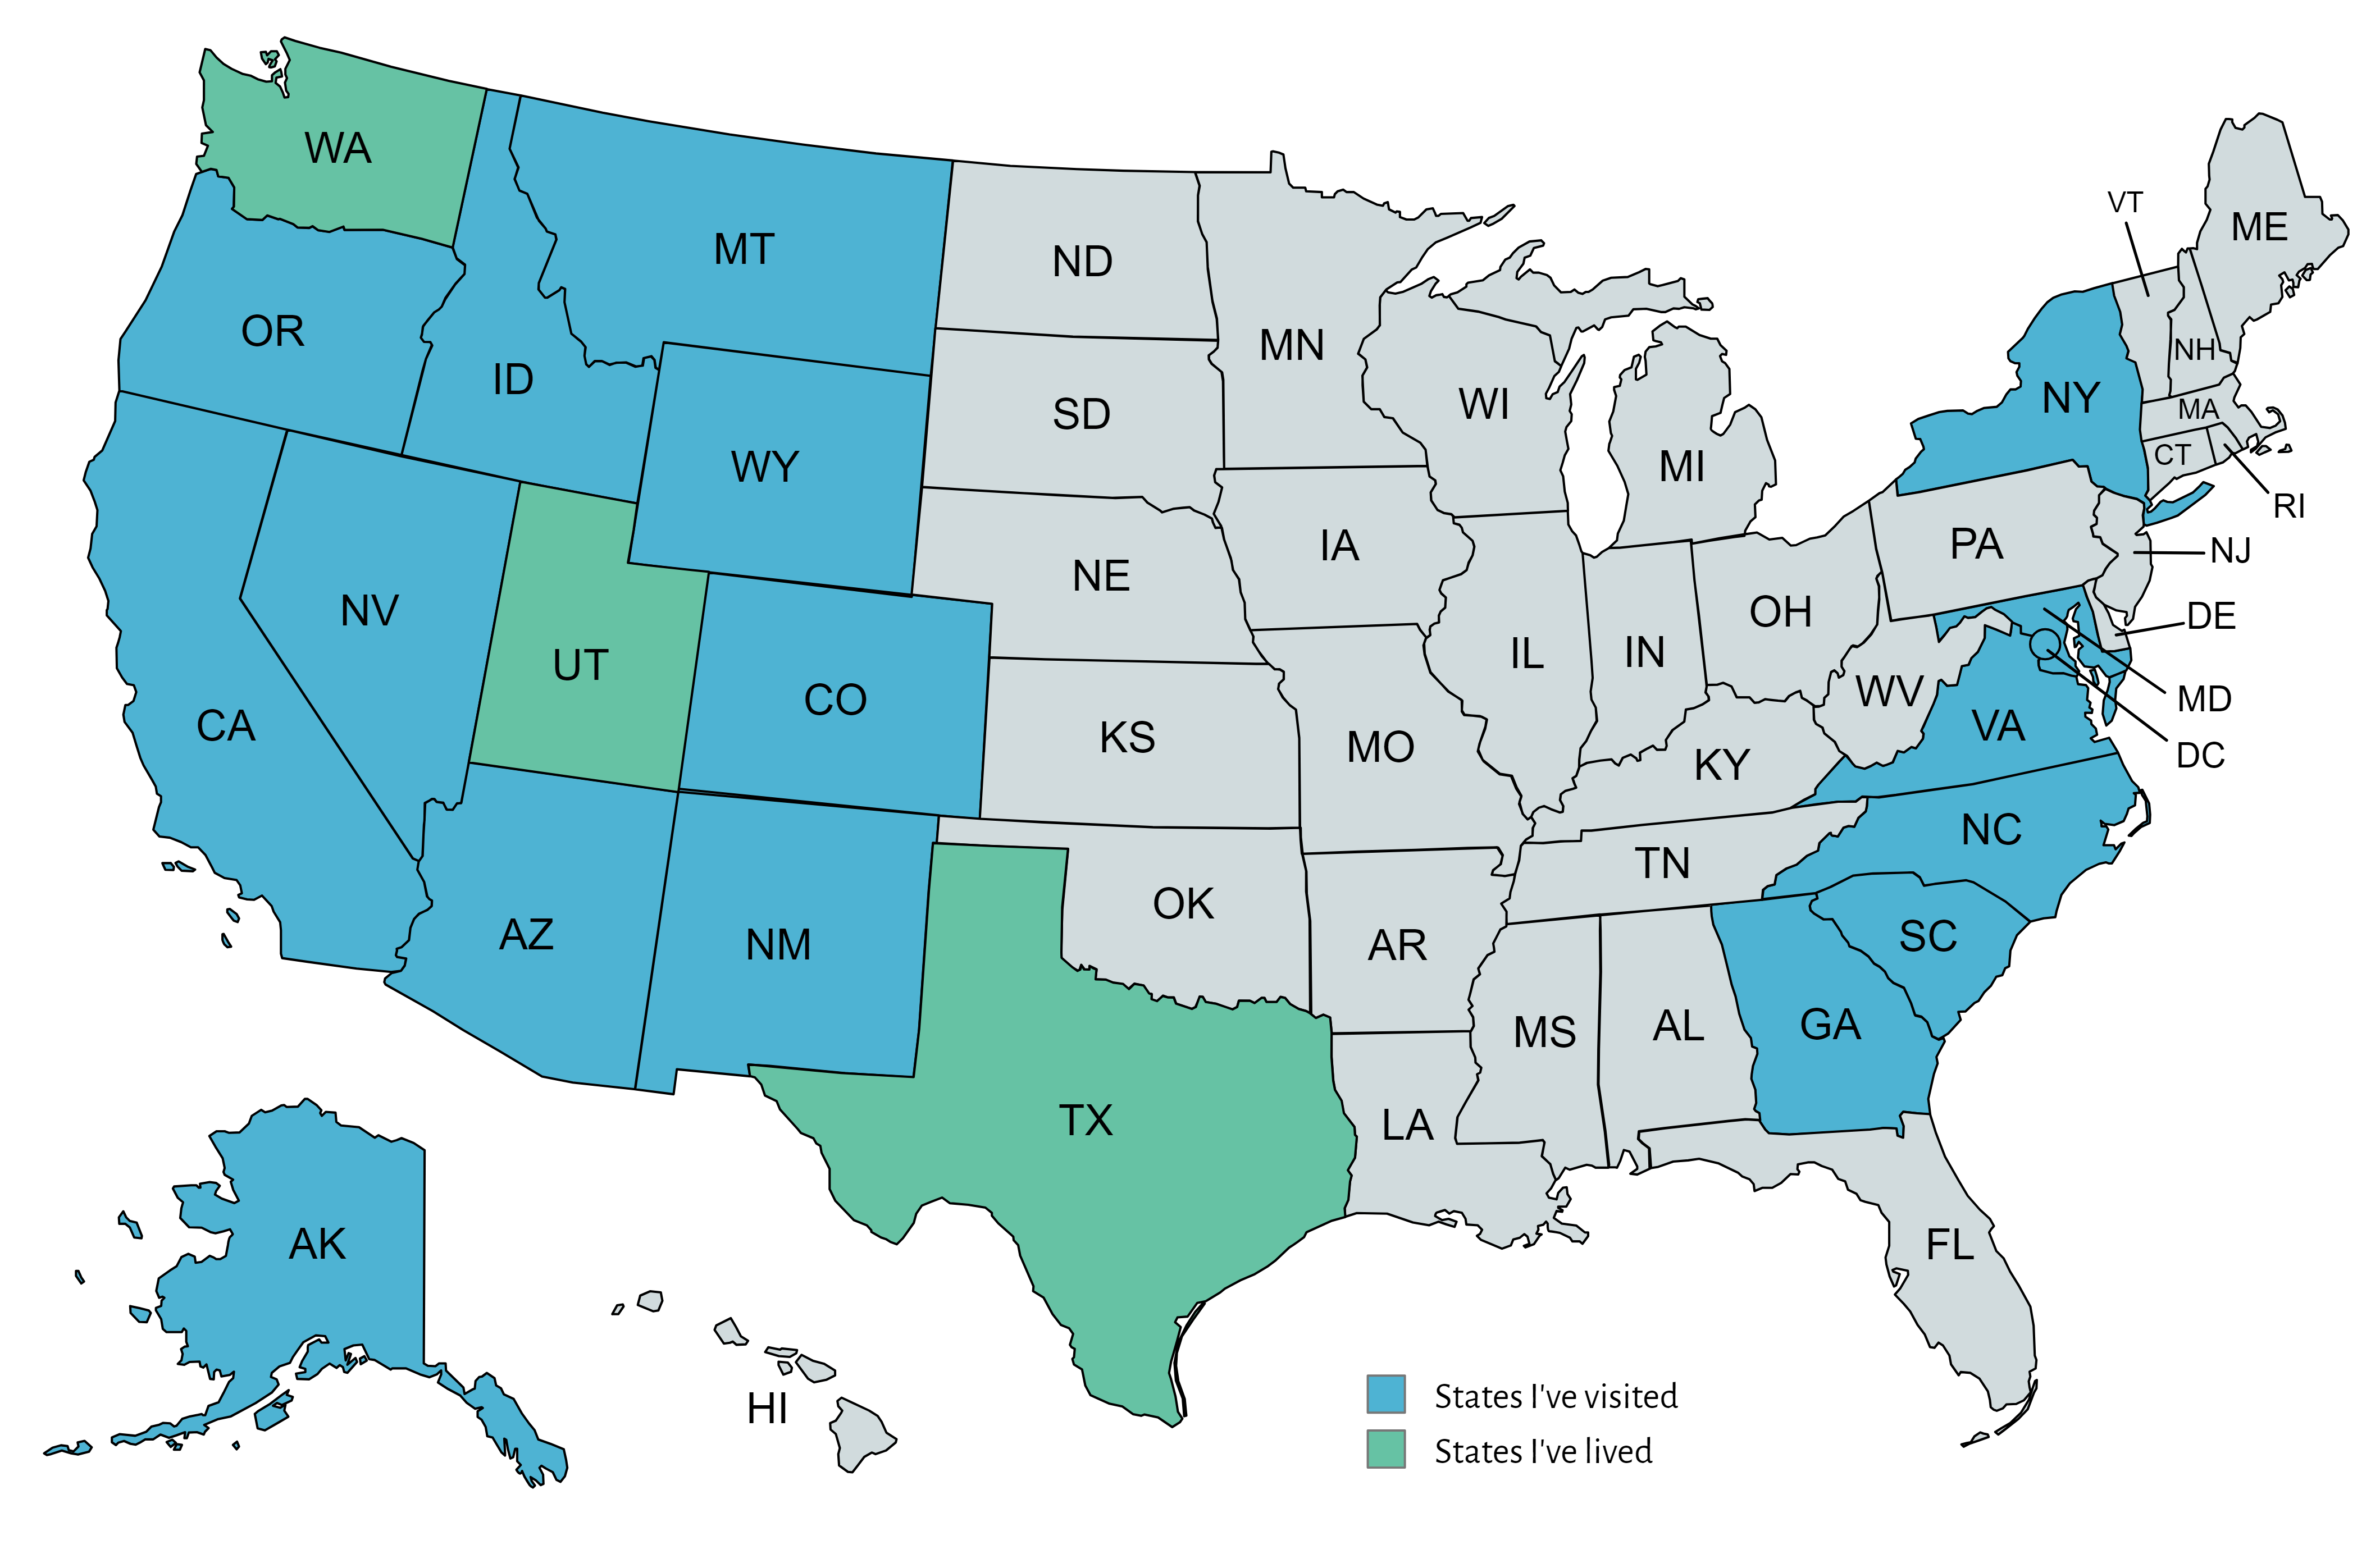 WA
MT
ND
VT
ME
OR
MN
NH
ID
NY
SD
WI
MA
WY
MI
CT
RI
IA
PA
NJ
NE
NV
OH
DE
UT
IL
IN
CO
WV
MD
CA
KS
MO
VA
DC
KY
NC
TN
OK
AZ
NM
AR
SC
MS
AL
GA
TX
LA
AK
FL
HI
States I've visited
States I've lived